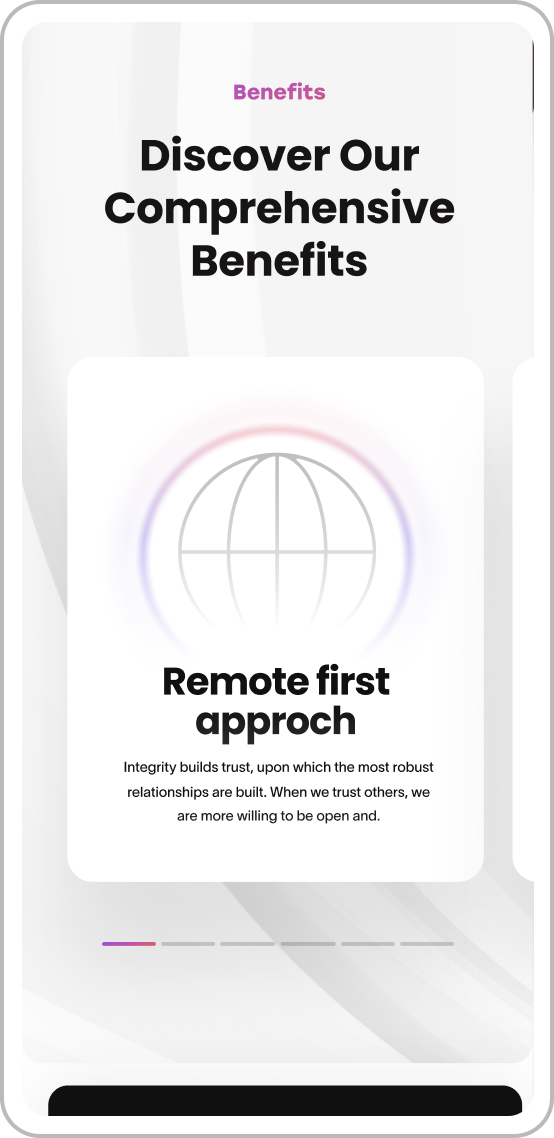 Benefits
Discover Our
Comprehensive
Benefits
Remote first
approch
Integrity builds trust, upon which the most robust
relationships are built. When we trust others, we
are more willing to be open and.